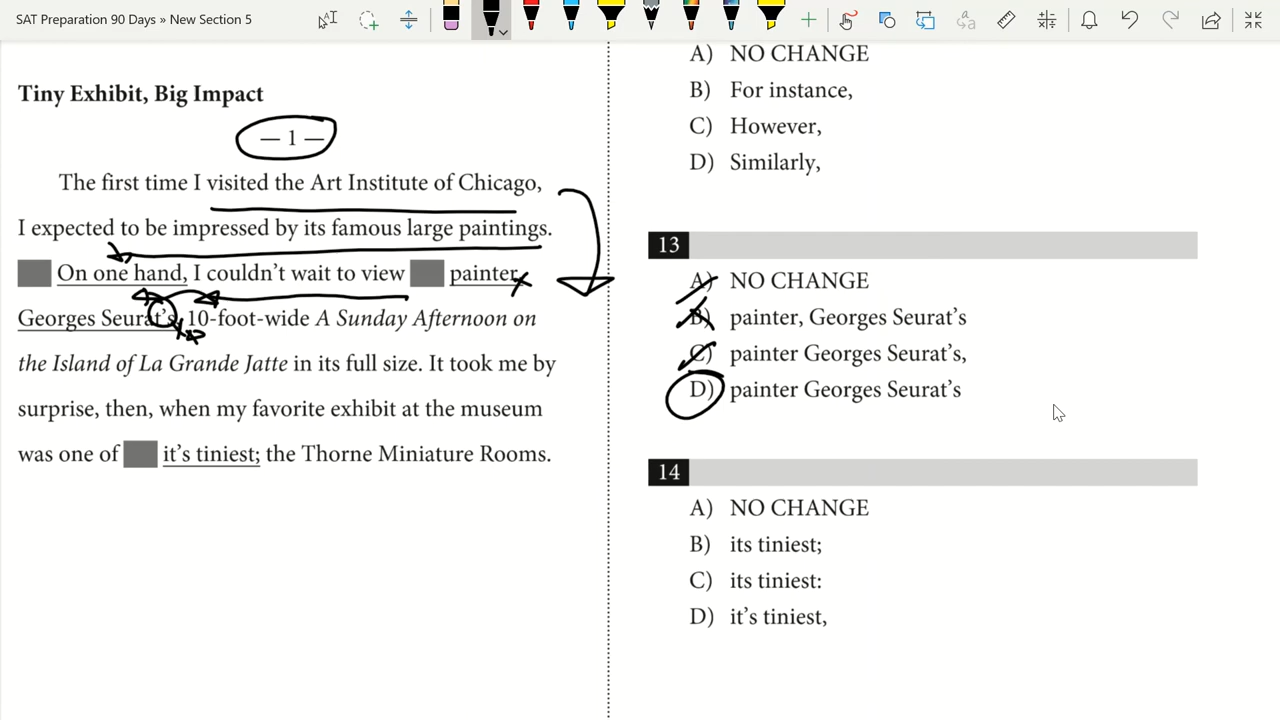 SAT Preparation 90 Days » New Section 5
Tiny Exhibit, Big Impact
— 1 —
The first time I visited the Art Institute of Chicago,
I expected to be impressed by its famous large paintings.
On one hand, I couldn't wait to view painter,
Georges Seurat's, 10-foot-wide A Sunday Afternoon on
the Island of La Grande Jatte in its full size. It took me by
surprise, then, when my favorite exhibit at the museum
was one of it's tiniest; the Thorne Miniature Rooms.
A) NO CHANGE
B) For instance,
C) However,
D) Similarly,
13
A) NO CHANGE
B) painter, Georges Seurat's
C) painter Georges Seurat's,
D) painter Georges Seurat's
14
A) NO CHANGE
B) its tiniest;
C) its tiniest:
D) it's tiniest,